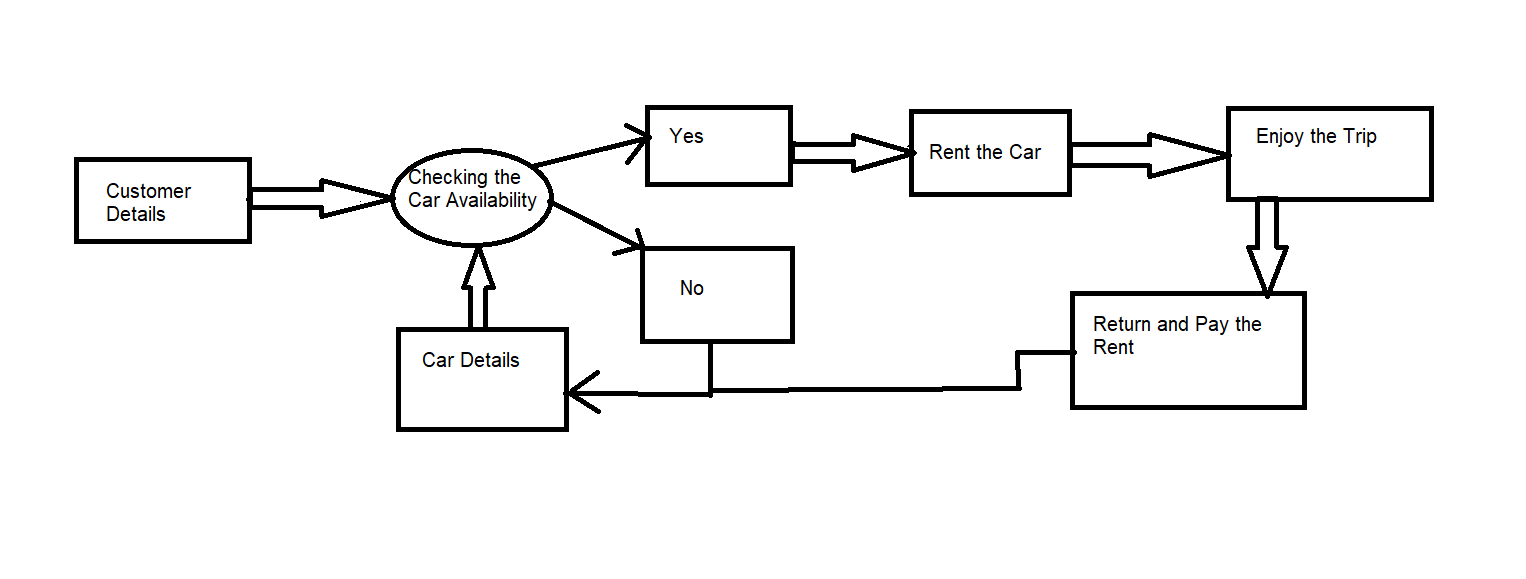 Customer
Details
Checking the
Car Availability
Yes
Rent the Car
Enjoy the Trip
No
Car Details
Return and Pay the
Rent